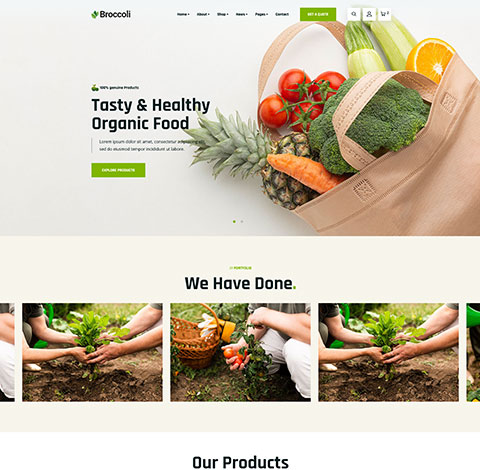 Broccoli
Home About Shop News Pages Contact
GET A QUOTE
100% genuine Products
Tasty & Healthy
Organic Food
Lorem ipsum dolor sit amet, consectetur adipiscing
sed do eiusmod tempor incididunt ut labore.
EXPLORE PRODUCTS
// PORTFOLIO
We Have Done.
Our Products